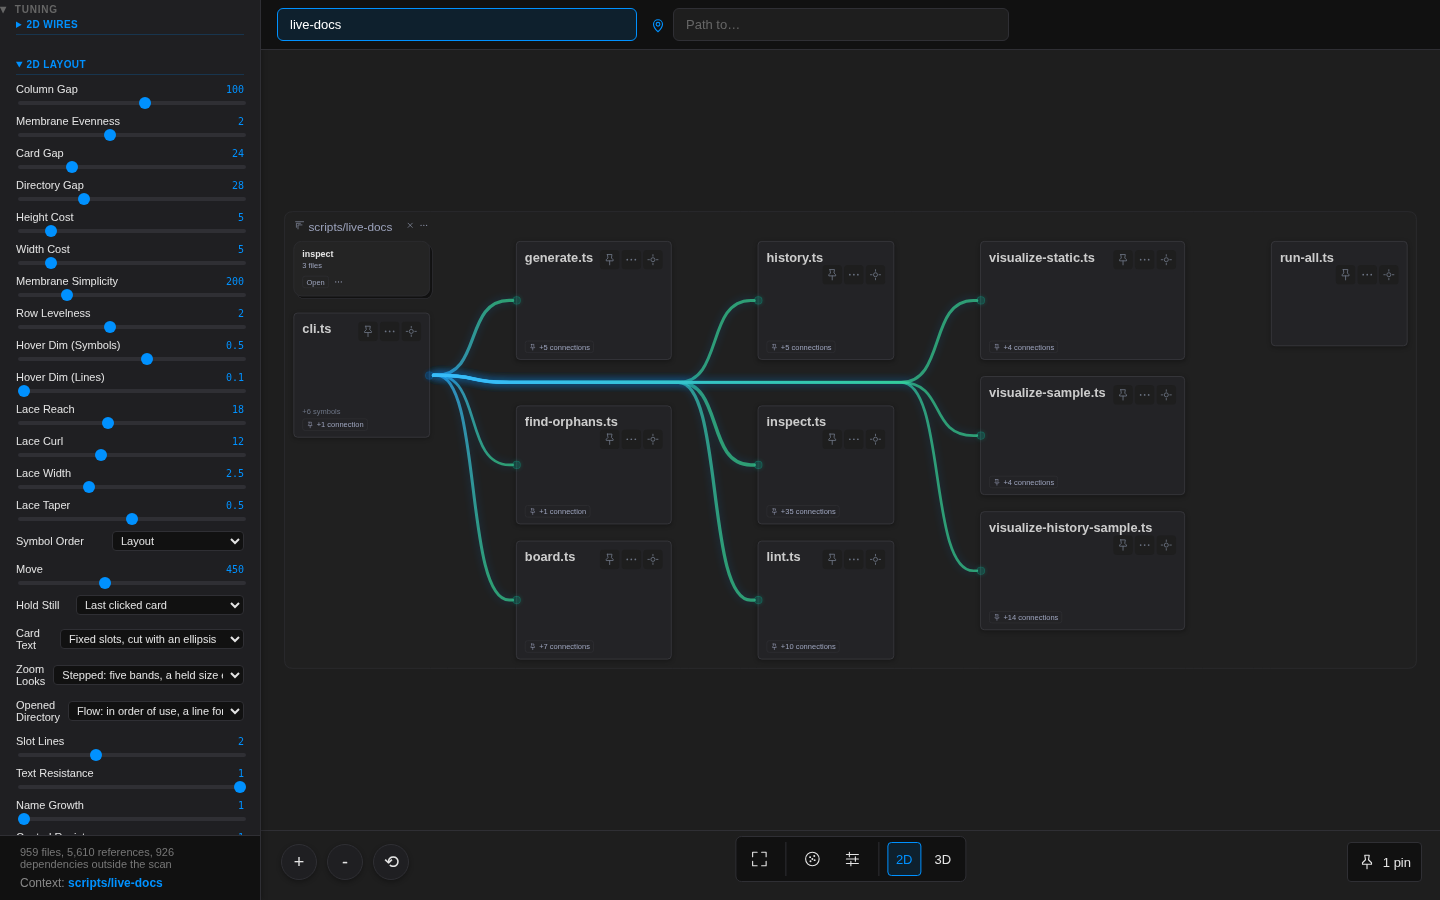 TUNING
2D WIRES
2D LAYOUT
Column Gap 100
Membrane Evenness 2
Card Gap 24
Directory Gap 28
Height Cost 5
Width Cost 5
Membrane Simplicity 200
Row Levelness 2
Hover Dim (Symbols) 0.5
Hover Dim (Lines) 0.1
Lace Reach 18
Lace Curl 12
Lace Width 2.5
Lace Taper 0.5
Symbol Order Layout
Move 450
Hold Still Last clicked card
Card Text Fixed slots, cut with an ellipsis
Zoom Looks Stepped: five bands, a held size
Opened Directory Flow: in order of use, a line for
Slot Lines 2
Text Resistance 1
Name Growth 1
959 files, 5,610 references, 926
dependencies outside the scan
Context: scripts/live-docs
live-docs
Path to…
scripts/live-docs × ···
inspect
3 files
Open ···
cli.ts
+6 symbols
+1 connection
generate.ts
+5 connections
find-orphans.ts
+1 connection
board.ts
+7 connections
history.ts
+5 connections
inspect.ts
+35 connections
lint.ts
+10 connections
visualize-static.ts
+4 connections
visualize-sample.ts
+4 connections
visualize-history-sample.ts
+14 connections
run-all.ts
+ - ⟲
2D 3D
1 pin